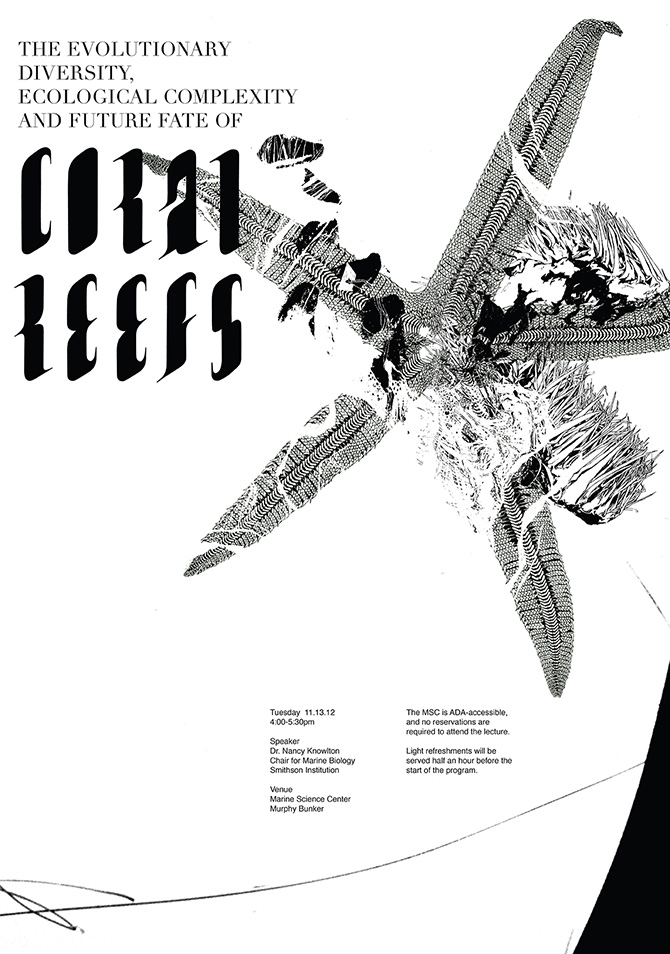 THE EVOLUTIONARY
DIVERSITY,
ECOLOGICAL COMPLEXITY
AND FUTURE FATE OF
CORAL
REEFS
Tuesday 11.13.12
4:00-5:30pm
Speaker
Dr. Nancy Knowlton
Chair for Marine Biology
Smithson Institution
Venue
Marine Science Center
Murphy Bunker
The MSC is ADA-accessible,
and no reservations are
required to attend the lecture.
Light refreshments will be
served half an hour before the
start of the program.